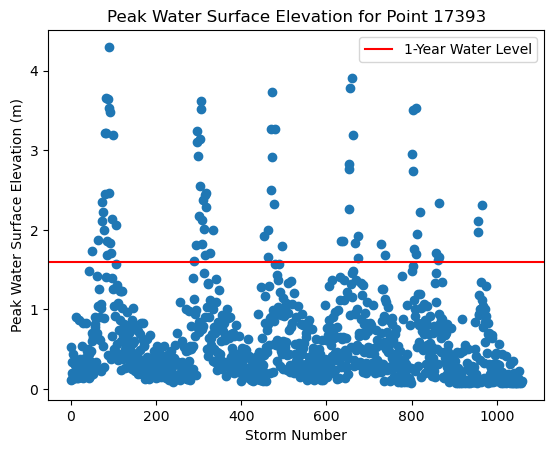 Peak Water Surface Elevation for Point 17393
1-Year Water Level
Peak Water Surface Elevation (m)
4
3
2
1
0
0 200 400 600 800 1000
Storm Number